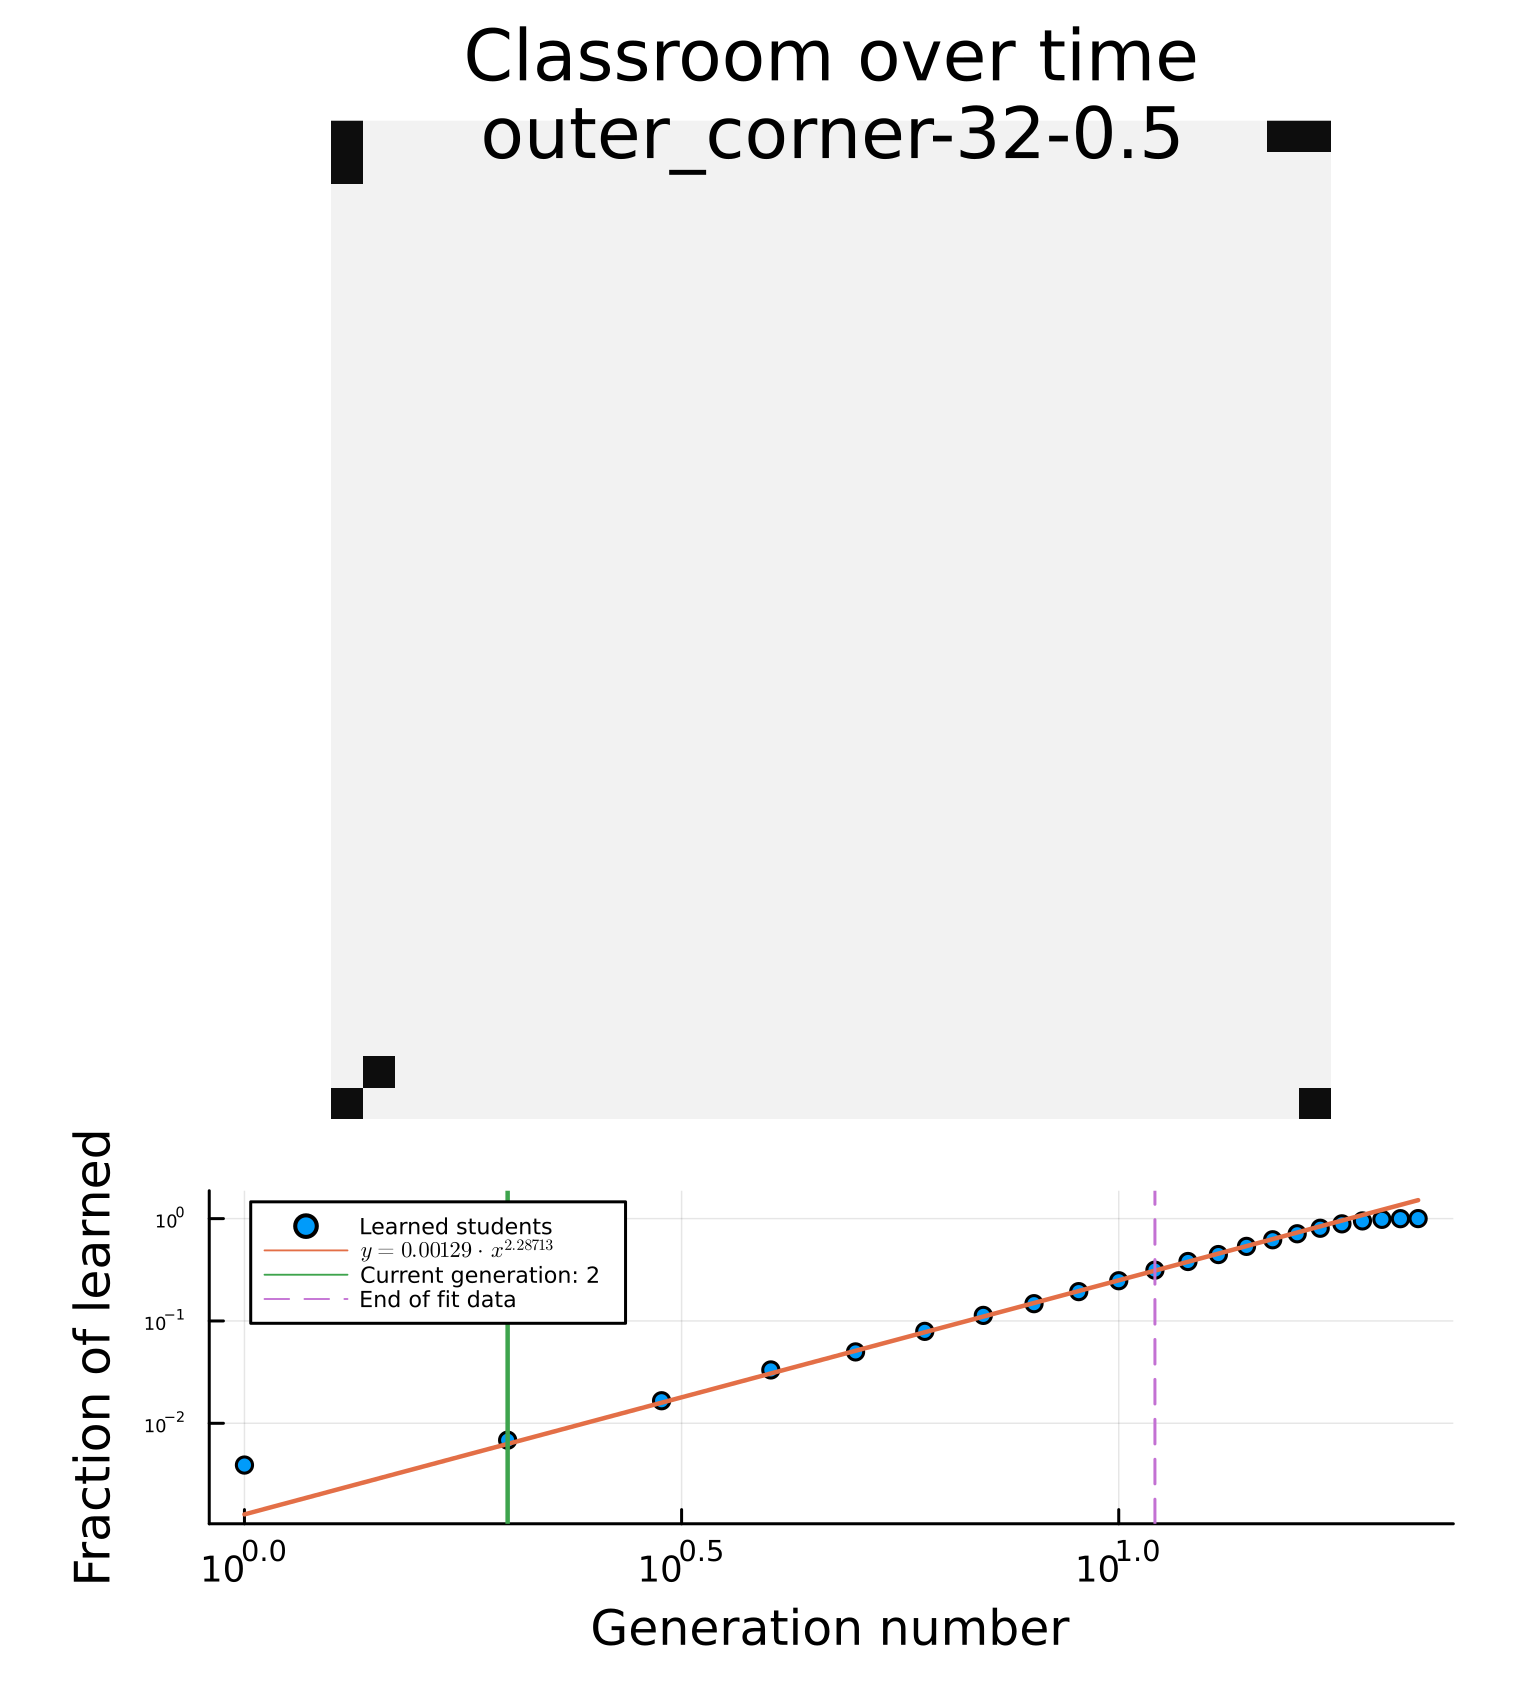 Classroom over time
outer_corner-32-0.5
Fraction of learned
10^0
10^-1
10^-2
Learned students
y = 0.00129 · x^2.28713
Current generation: 2
End of fit data
10^0.0
10^0.5
10^1.0
Generation number